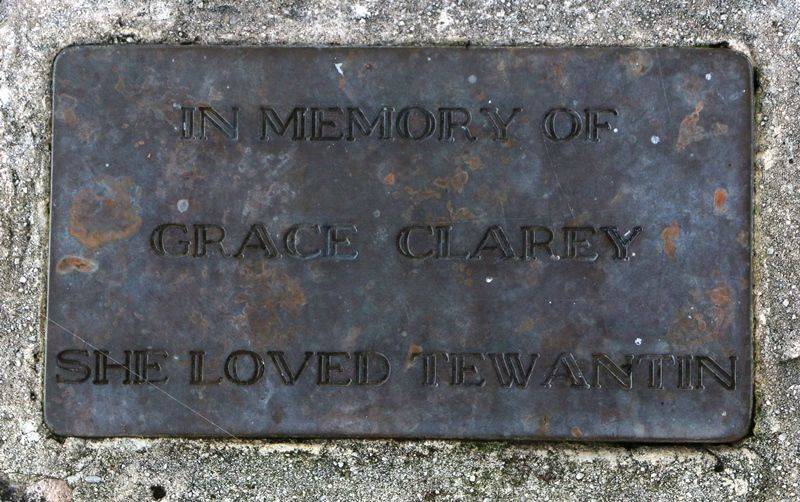 IN MEMORY OF
GRACE CLAREY
SHE LOVED TEWANTIN